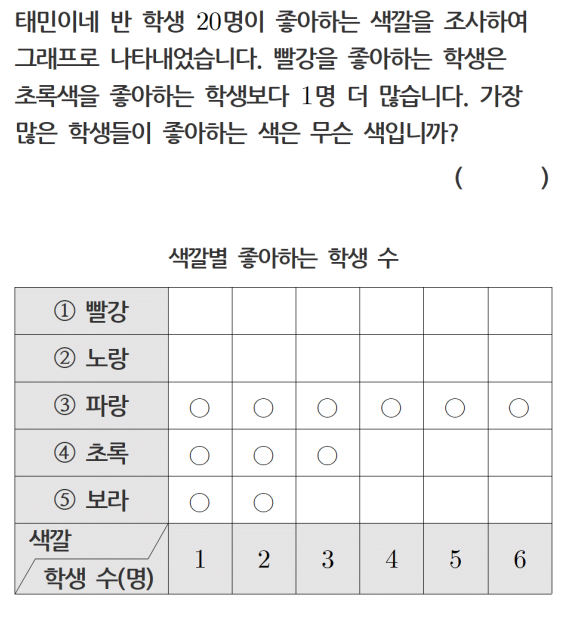 태민이네 반 학생 20명이 좋아하는 색깔을 조사하여
그래프로 나타내었습니다. 빨강을 좋아하는 학생은
초록색을 좋아하는 학생보다 1명 더 많습니다. 가장
많은 학생들이 좋아하는 색은 무슨 색입니까?
( )
색깔별 좋아하는 학생 수
① 빨강
② 노랑
③ 파랑 ○ ○ ○ ○ ○ ○
④ 초록 ○ ○ ○
⑤ 보라 ○ ○
색깔
학생 수(명) 1 2 3 4 5 6